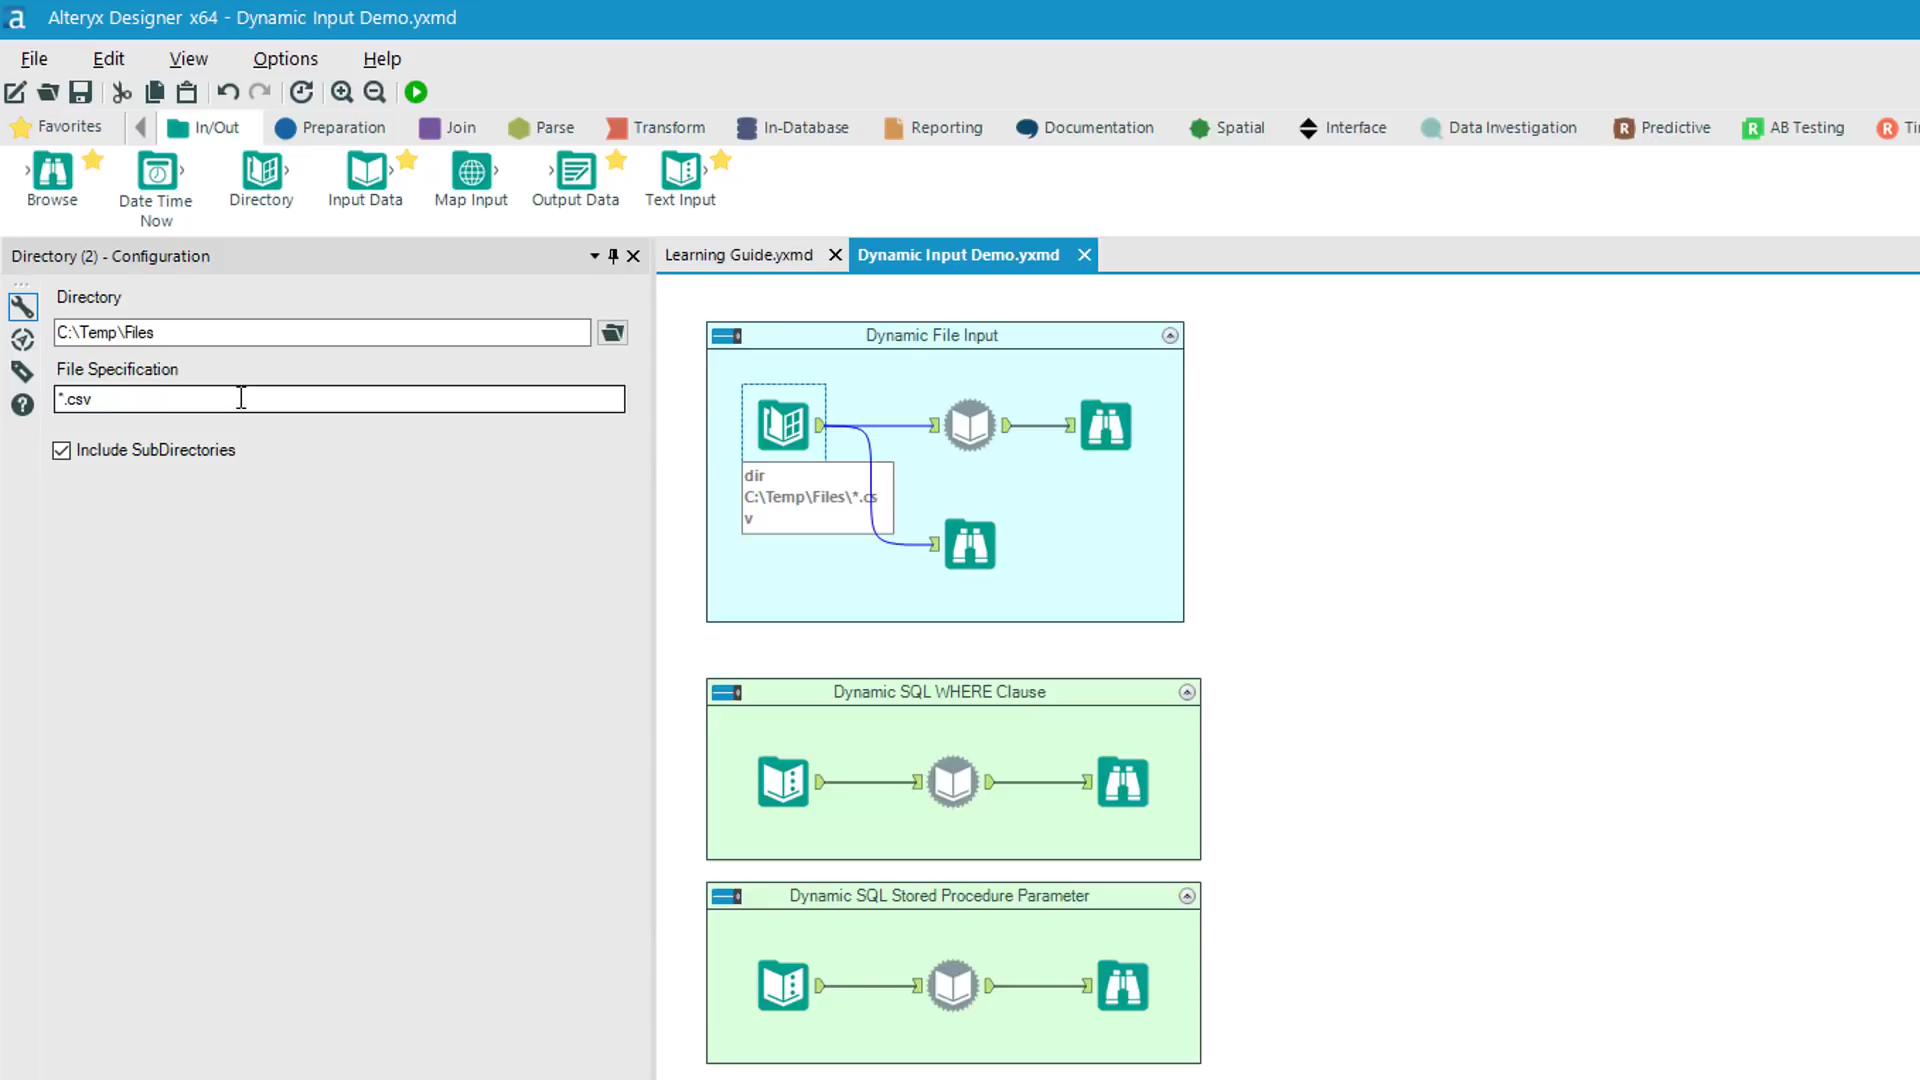 a Alteryx Designer x64 - Dynamic Input Demo.yxmd
File Edit View Options Help
Favorites In/Out Preparation Join Parse Transform In-Database Reporting Documentation Spatial Interface Data Investigation R Predictive R AB Testing R
Browse Date Time Directory Input Data Map Input Output Data Text Input
Now
Directory (2) - Configuration
Learning Guide.yxmd Dynamic Input Demo.yxmd
Directory
C:\Temp\Files
File Specification
*.csv
Include SubDirectories
Dynamic File Input
dir
C:\Temp\Files\*.cs
v
Dynamic SQL WHERE Clause
Dynamic SQL Stored Procedure Parameter